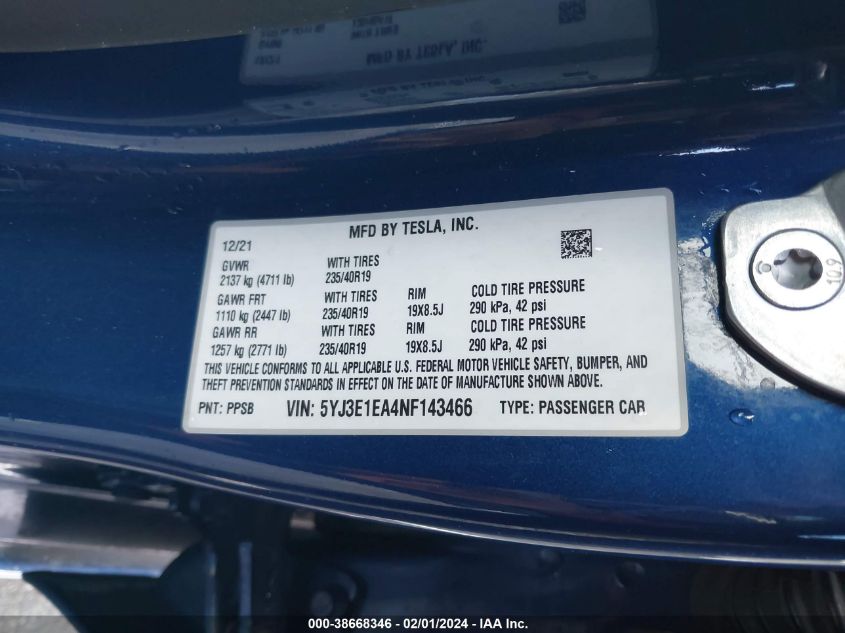 MFD BY TESLA, INC.
12/21
GVWR WITH TIRES
2137 kg (4711 lb) 235/40R19
GAWR FRT WITH TIRES RIM COLD TIRE PRESSURE
1110 kg (2447 lb) 235/40R19 19X8.5J 290 kPa, 42 psi
GAWR RR WITH TIRES RIM COLD TIRE PRESSURE
1257 kg (2771 lb) 235/40R19 19X8.5J 290 kPa, 42 psi
THIS VEHICLE CONFORMS TO ALL APPLICABLE U.S. FEDERAL MOTOR VEHICLE SAFETY, BUMPER, AND
THEFT PREVENTION STANDARDS IN EFFECT ON THE DATE OF MANUFACTURE SHOWN ABOVE.
PNT: PPSB VIN: 5YJ3E1EA4NF143466 TYPE: PASSENGER CAR
10.9
000-38668346 - 02/01/2024 - IAAI.com